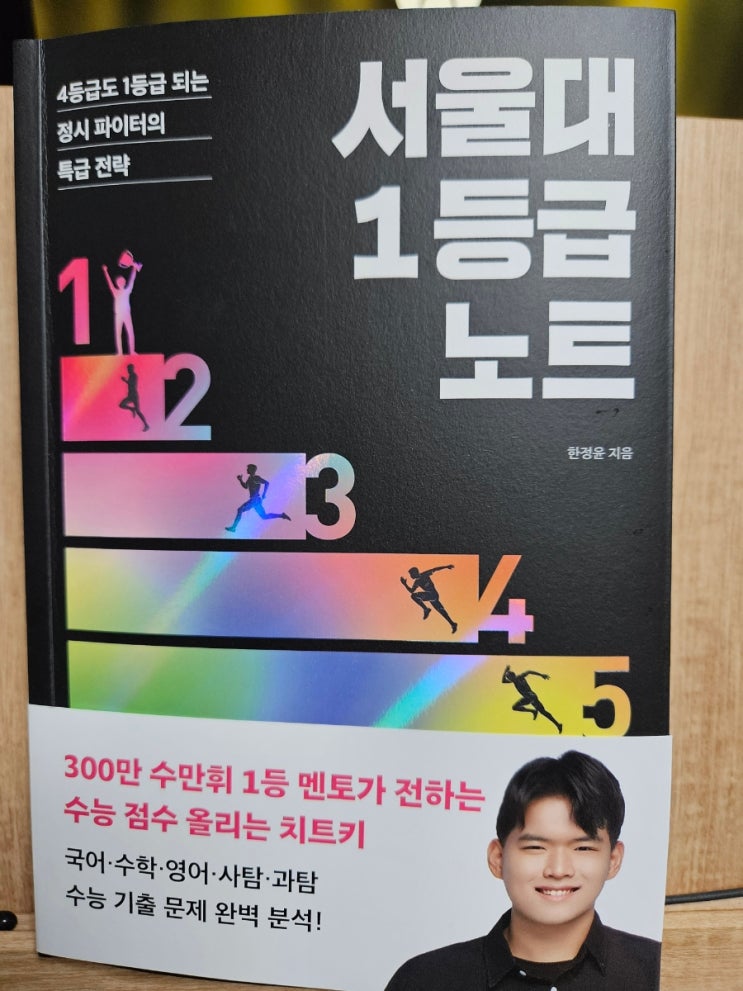 4등급도 1등급 되는
정시 파이터의
특급 전략
서울대
1등급
노트
한정윤 지음
1
2
3
4
5
300만 수만휘 1등 멘토가 전하는
수능 점수 올리는 치트키
국어·수학·영어·사탐·과탐
수능 기출 문제 완벽 분석!